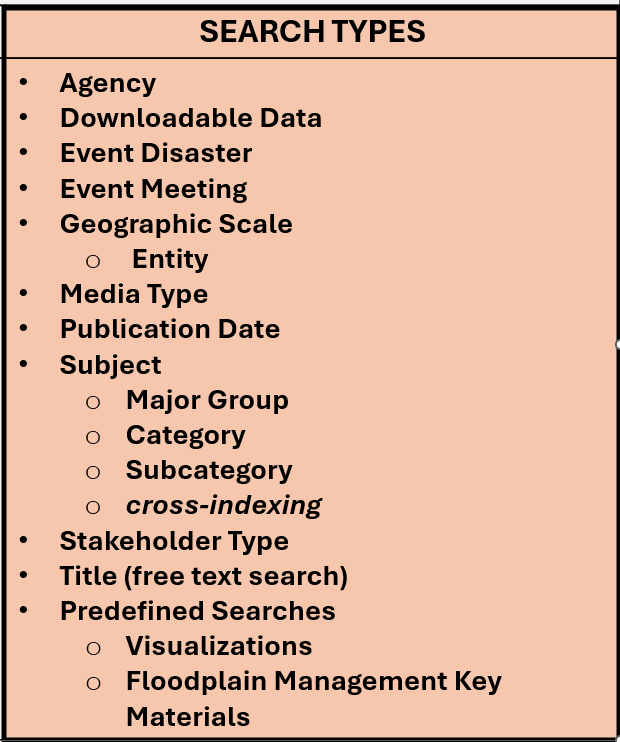 SEARCH TYPES
• Agency
• Downloadable Data
• Event Disaster
• Event Meeting
• Geographic Scale
o Entity
• Media Type
• Publication Date
• Subject
o Major Group
o Category
o Subcategory
o cross-indexing
• Stakeholder Type
• Title (free text search)
• Predefined Searches
o Visualizations
o Floodplain Management Key
Materials